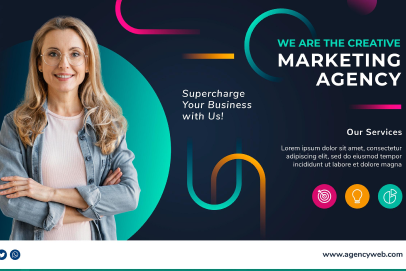 WE ARE THE CREATIVE
MARKETING
AGENCY
Supercharge
Your Business
with Us!
Our Services
Lorem ipsum dolor sit amet, consectetur
adipiscing elit, sed do eiusmod tempor
incididunt ut labore et dolore magna
www.agencyweb.com